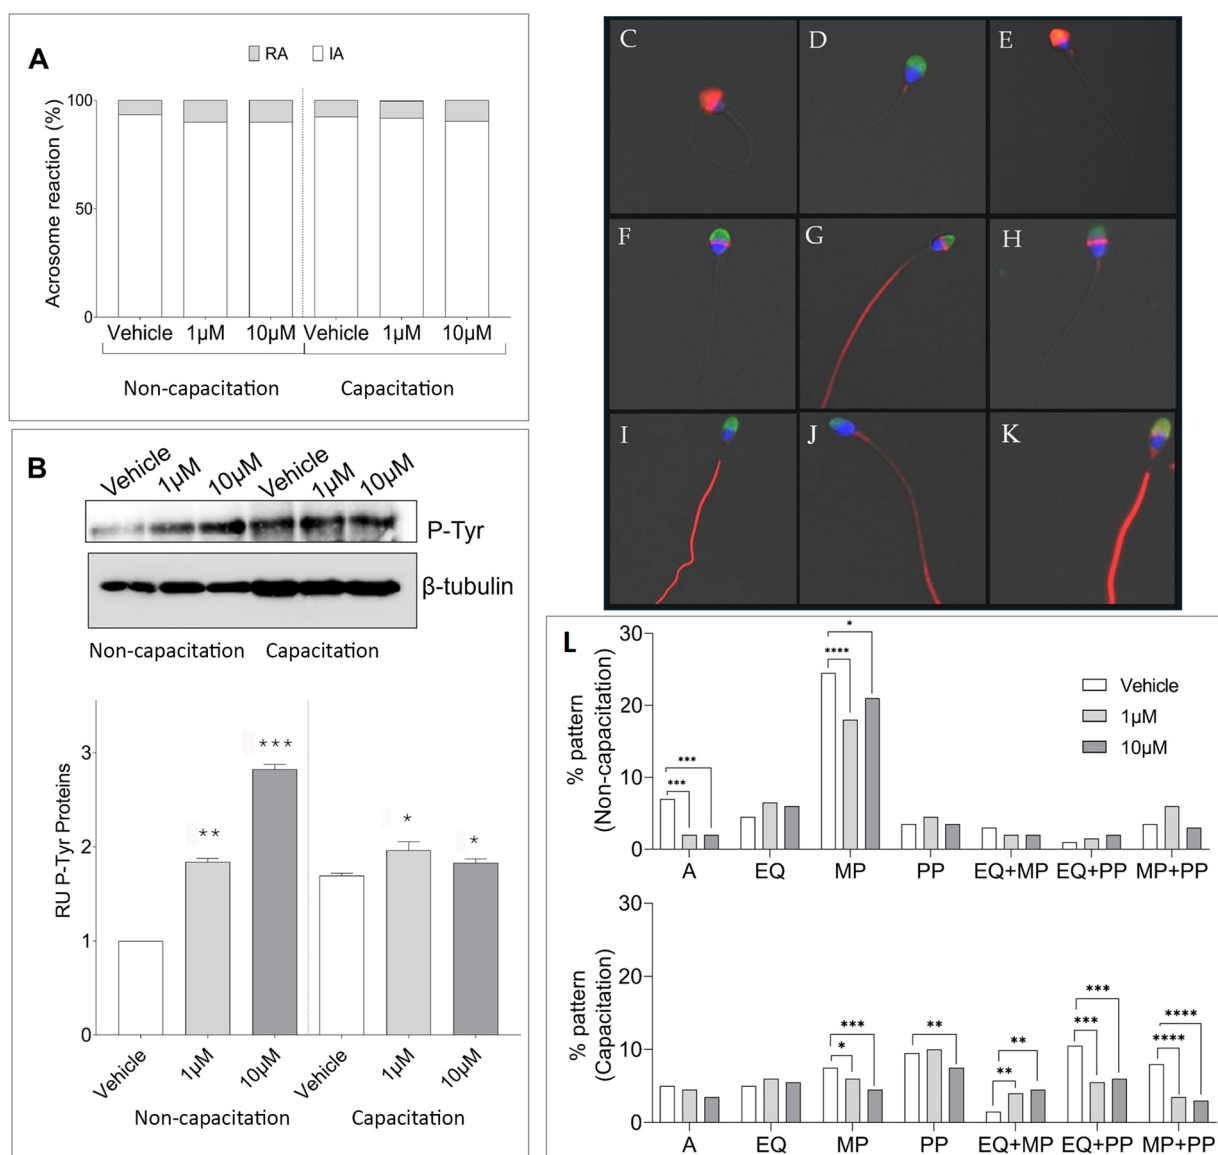 A
RA IA
Acrosome reaction (%)
100
50
0
Vehicle 1µM 10µM Vehicle 1µM 10µM
Non-capacitation Capacitation
B
Vehicle 1µM 10µM Vehicle 1µM 10µM
P-Tyr
β-tubulin
Non-capacitation Capacitation
RU P-Tyr Proteins
3
2
1
0
** *** * *
Vehicle 1µM 10µM Vehicle 1µM 10µM
Non-capacitation Capacitation
C D E
F G H
I J K
L
% pattern
(Non-capacitation)
30
20
10
0
*** *** **** *
Vehicle
1µM
10µM
A EQ MP PP EQ+MP EQ+PP MP+PP
% pattern
(Capacitation)
30
20
10
0
* *** ** ** ** *** *** **** ****
A EQ MP PP EQ+MP EQ+PP MP+PP